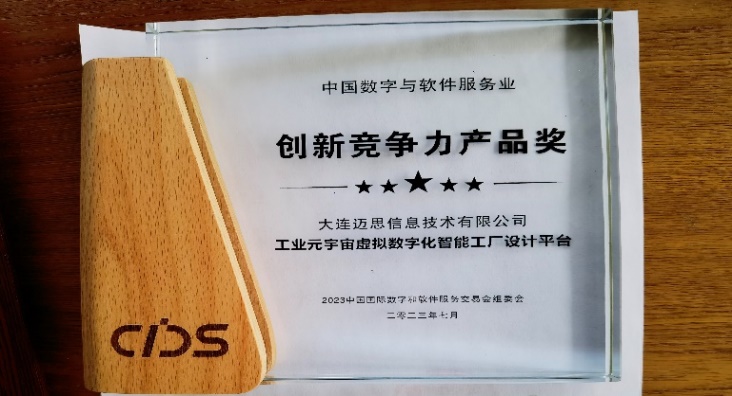 中国数字与软件服务业
创新竞争力产品奖
大连迈思信息技术有限公司
工业元宇宙虚拟数字化智能工厂设计平台
2023中国国际数字和软件服务交易会组委会
二〇二三年七月
CIDS